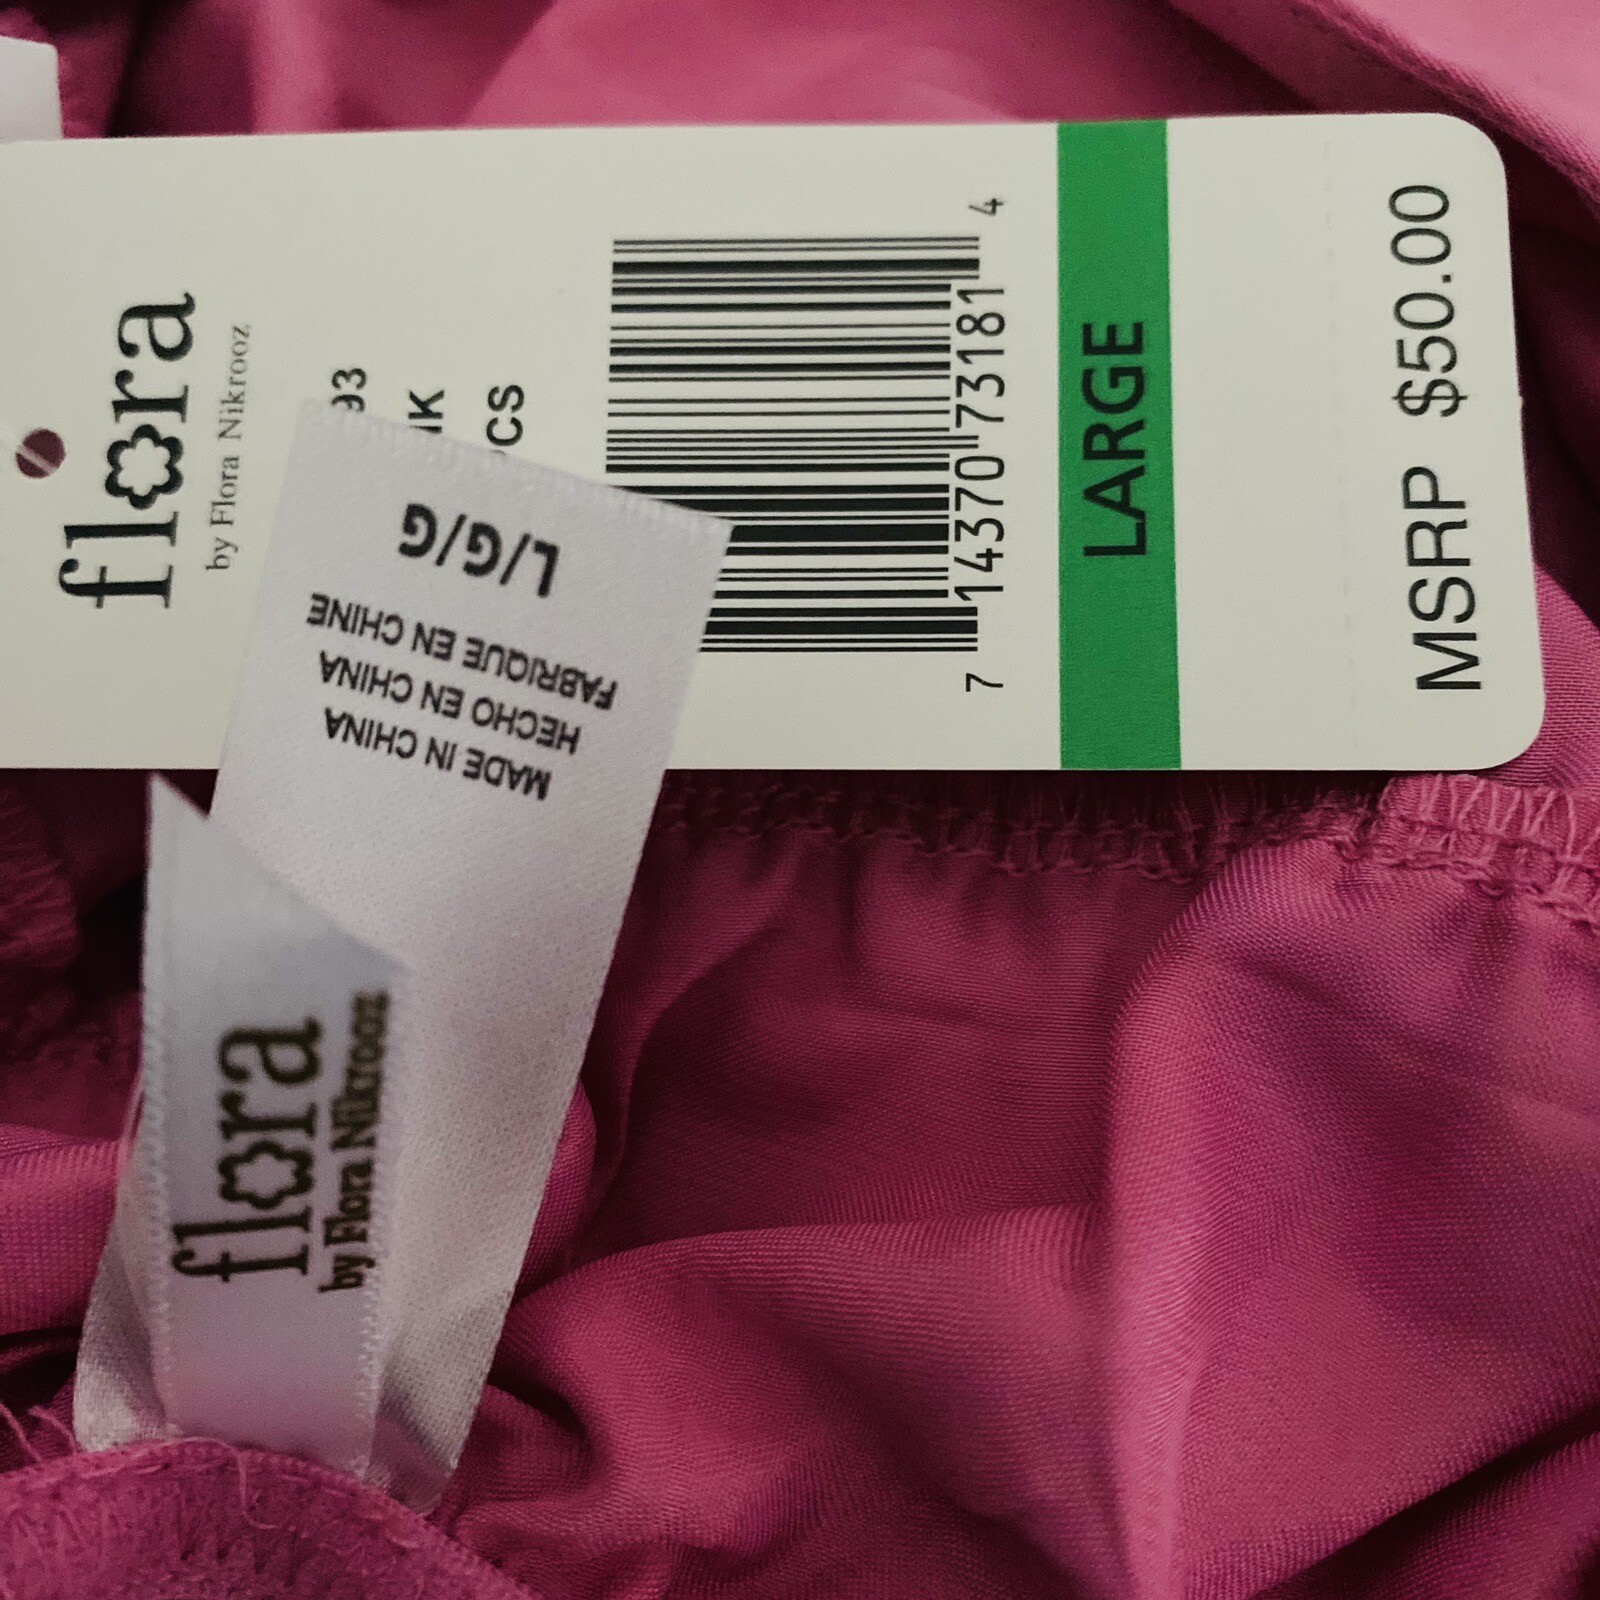 flora
by Flora Nikrooz
93
CS
7 14370 73181 4
LARGE
MSRP $50.00
L/G/G
FABRIQUE EN CHINE
HECHO EN CHINA
MADE IN CHINA
flora
by Flora Nikrooz